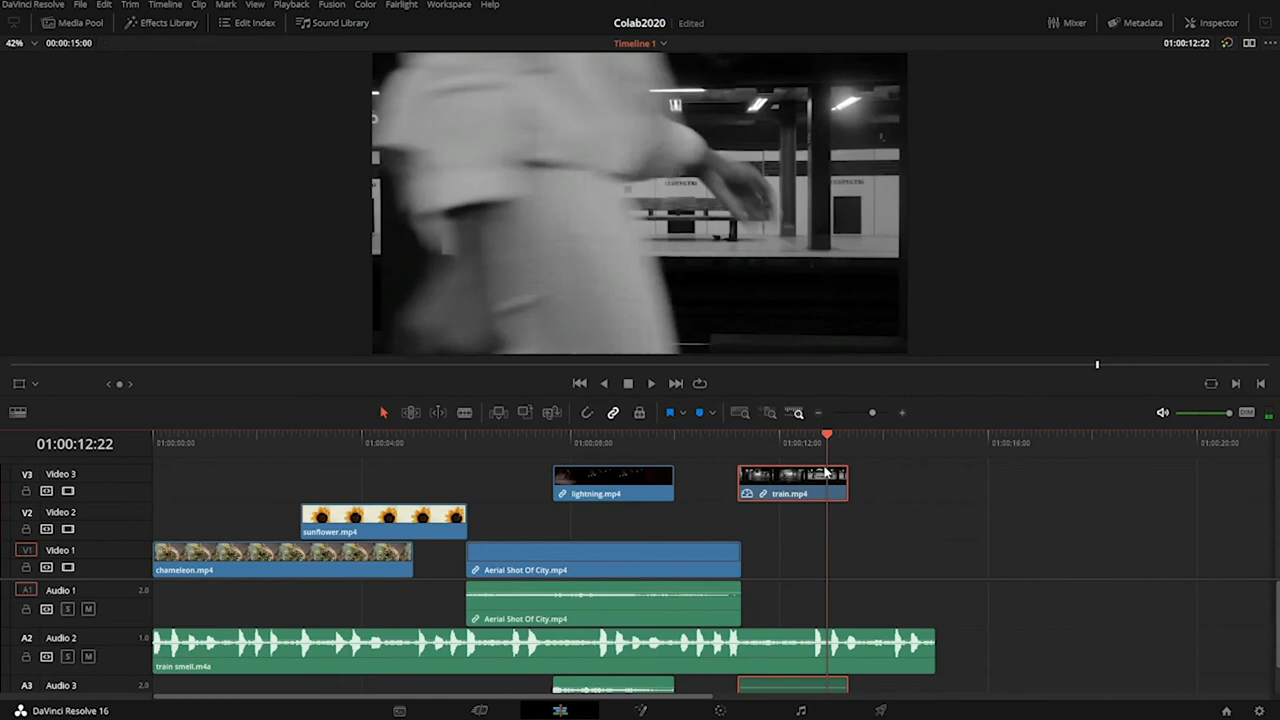 DaVinci Resolve File Edit Trim Timeline Clip Mark View Playback Fusion Color Fairlight Workspace Help
Media Pool Effects Library Edit Index Sound Library Colab2020 Edited Mixer Metadata Inspector
42% 00:00:15:00 Timeline 1 01:00:12:22
DIM
01:00:12:22 01:00:00:00 01:00:04:00 01:00:08:00 01:00:12:00 01:00:16:00 01:00:20:00
V3 Video 3
lightning.mp4 train.mp4
V2 Video 2
sunflower.mp4
V1 Video 1
chameleon.mp4 Aerial Shot Of City.mp4
A1 Audio 1 2.0
S M
Aerial Shot Of City.mp4
A2 Audio 2 1.0
S M
train smell.m4a
A3 Audio 3 2.0
DaVinci Resolve 16